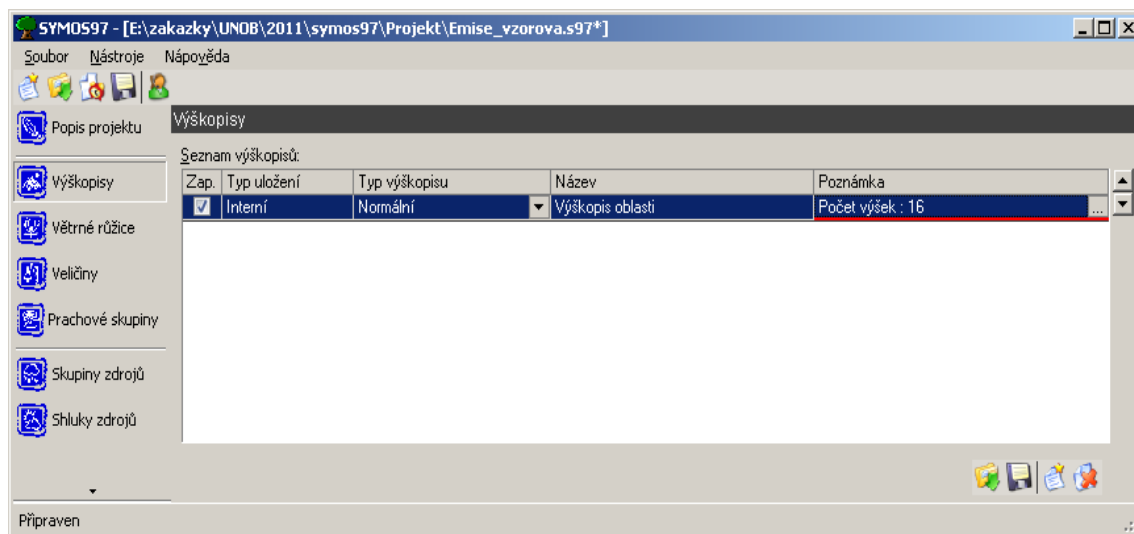 SYMOS97 - [E:\zakazky\UNOB\2011\symos97\Projekt\Emise_vzorova.s97*]
Soubor Nástroje Nápověda
Popis projektu
Výškopisy
Větrné růžice
Veličiny
Prachové skupiny
Skupiny zdrojů
Shluky zdrojů
Výškopisy
Seznam výškopisů:
Zap. Typ uložení Typ výškopisu Název Poznámka
Interní Normální Výškopis oblasti Počet výšek : 16 ...
Připraven